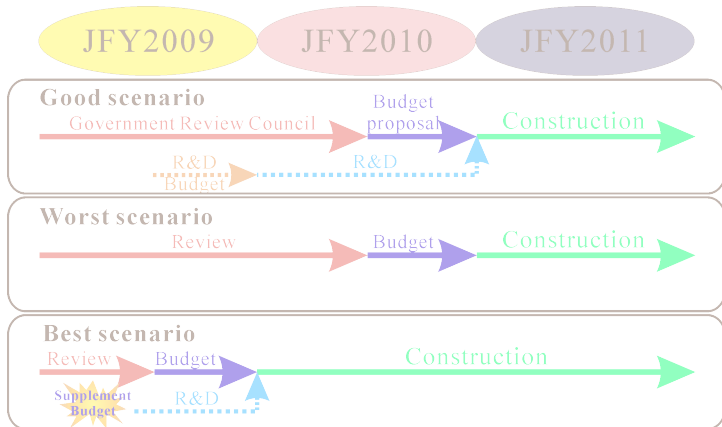 JFY2009 JFY2010 JFY2011
Good scenario
Government Review Council
Budget
proposal
Construction
R&D
Budget
R&D
Worst scenario
Review
Budget
Construction
Best scenario
Review
Budget
Construction
Supplement
Budget
R&D